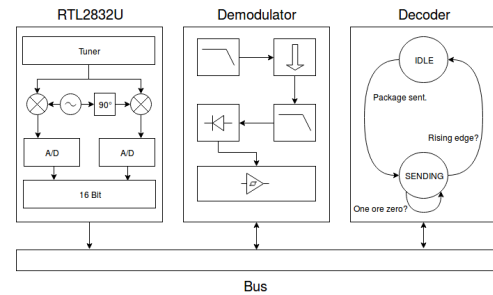 RTL2832U
Demodulator
Decoder
Tuner
90°
A/D
A/D
16 Bit
IDLE
Package sent.
Rising edge?
SENDING
One ore zero?
Bus